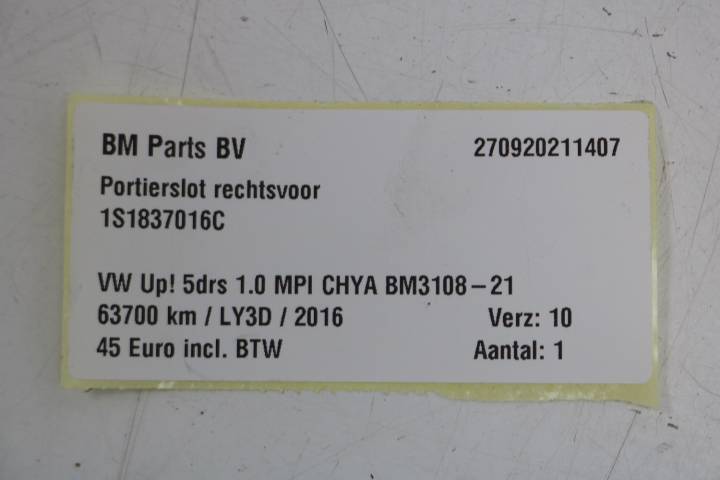 BM Parts BV 270920211407
Portierslot rechtsvoor
1S1837016C
VW Up! 5drs 1.0 MPI CHYA BM3108-21
63700 km / LY3D / 2016 Verz: 10
45 Euro incl. BTW Aantal: 1